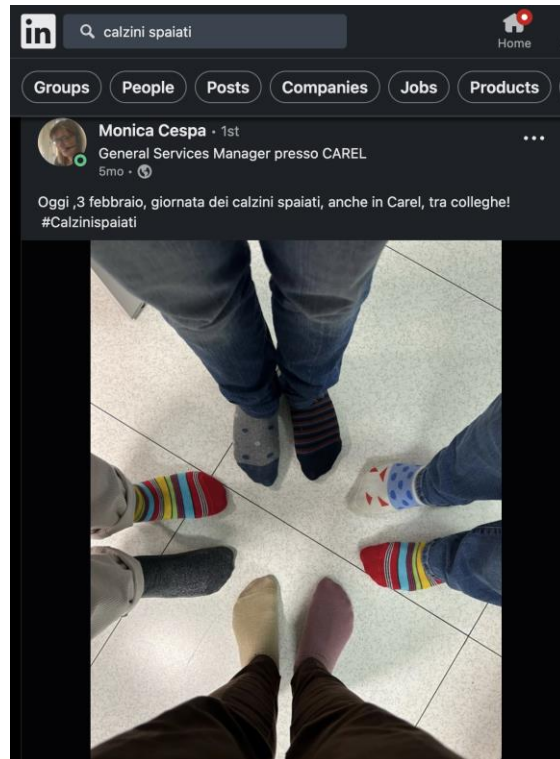 in
calzini spaiati
Home
Groups
People
Posts
Companies
Jobs
Products
Monica Cespa · 1st
General Services Manager presso CAREL
5mo ·
Oggi ,3 febbraio, giornata dei calzini spaiati, anche in Carel, tra colleghe!
#Calzinispaiati